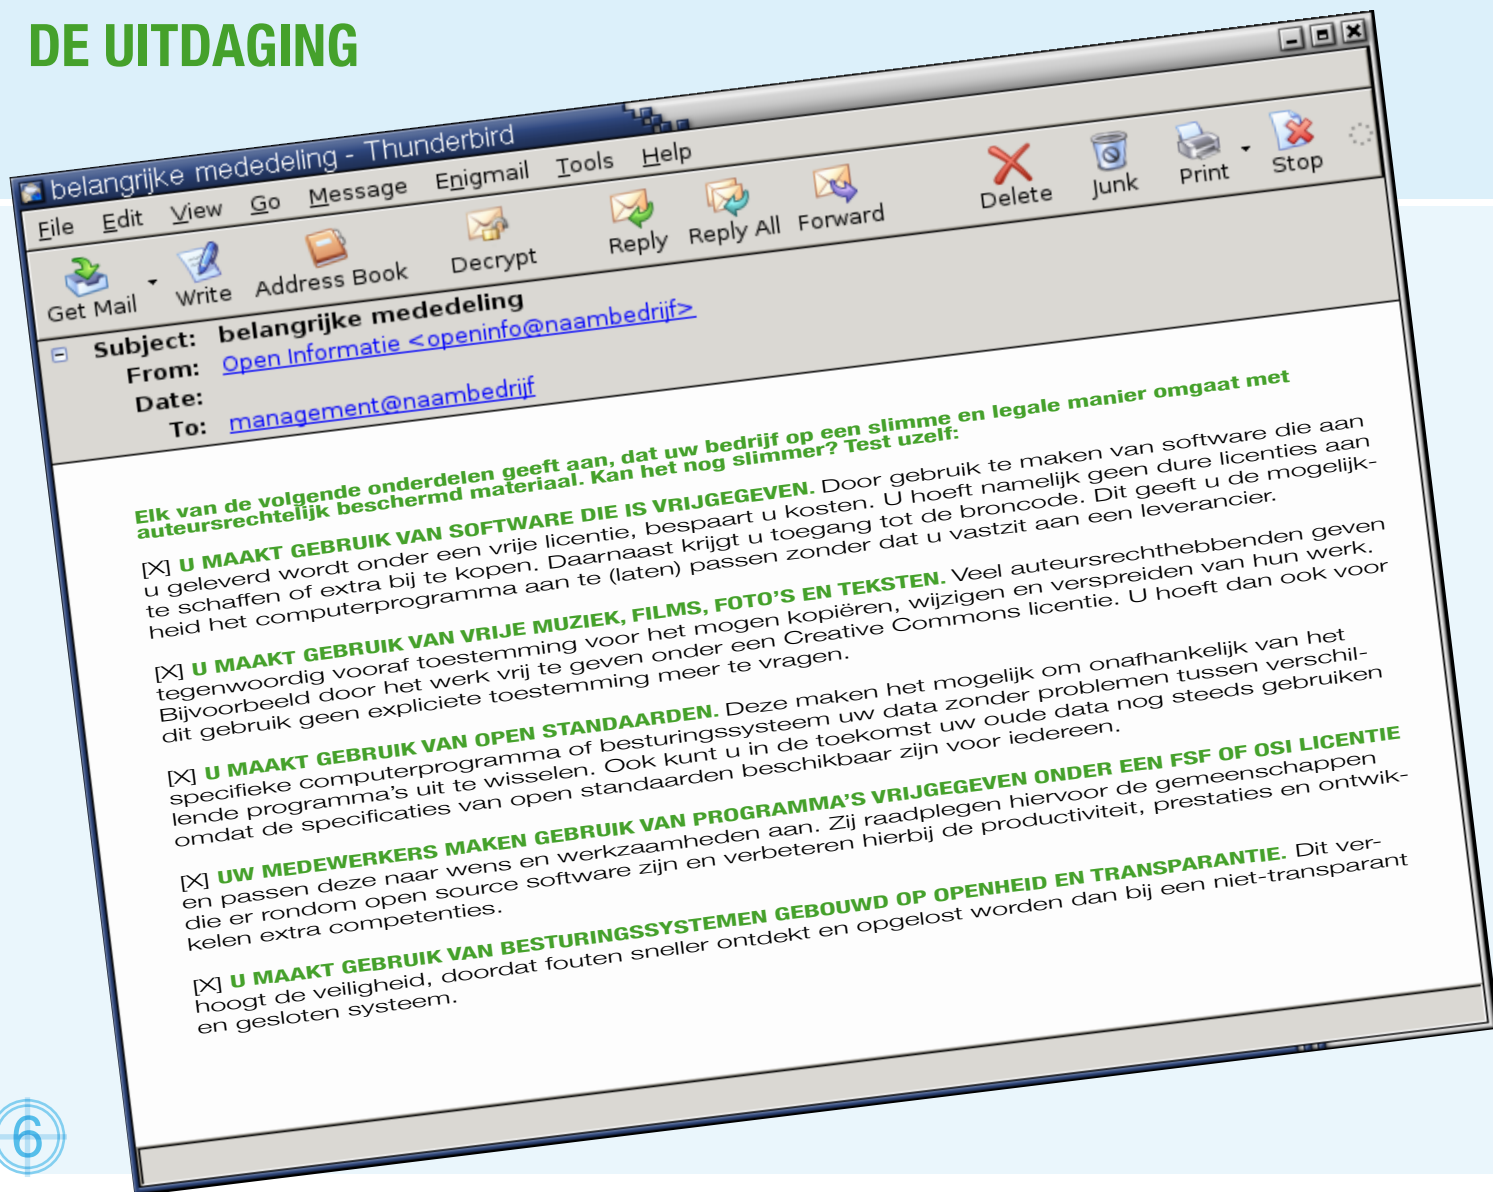 DE UITDAGING
belangrijke mededeling - Thunderbird
File Edit View Go Message Enigmail Tools Help
Get Mail Write Address Book Decrypt Reply Reply All Forward Delete Junk Print Stop
Subject: belangrijke mededeling
From: Open Informatie <openinfo@naambedrijf>
Date:
To: management@naambedrijf
Elk van de volgende onderdelen geeft aan, dat uw bedrijf op een slimme en legale manier omgaat met
auteursrechtelijk beschermd materiaal. Kan het nog slimmer? Test uzelf:
[X] U MAAKT GEBRUIK VAN SOFTWARE DIE IS VRIJGEGEVEN. Door gebruik te maken van software die aan
u geleverd wordt onder een vrije licentie, bespaart u kosten. U hoeft namelijk geen dure licenties aan
te schaffen of extra bij te kopen. Daarnaast krijgt u toegang tot de broncode. Dit geeft u de mogelijk-
heid het computerprogramma aan te (laten) passen zonder dat u vastzit aan een leverancier.
[X] U MAAKT GEBRUIK VAN VRIJE MUZIEK, FILMS, FOTO'S EN TEKSTEN. Veel auteursrechthebbenden geven
tegenwoordig vooraf toestemming voor het mogen kopiëren, wijzigen en verspreiden van hun werk.
Bijvoorbeeld door het werk vrij te geven onder een Creative Commons licentie. U hoeft dan ook voor
dit gebruik geen expliciete toestemming meer te vragen.
[X] U MAAKT GEBRUIK VAN OPEN STANDAARDEN. Deze maken het mogelijk om onafhankelijk van het
specifieke computerprogramma of besturingssysteem uw data zonder problemen tussen verschil-
lende programma's uit te wisselen. Ook kunt u in de toekomst uw oude data nog steeds gebruiken
omdat de specificaties van open standaarden beschikbaar zijn voor iedereen.
[X] UW MEDEWERKERS MAKEN GEBRUIK VAN PROGRAMMA'S VRIJGEGEVEN ONDER EEN FSF OF OSI LICENTIE
en passen deze naar wens en werkzaamheden aan. Zij raadplegen hiervoor de gemeenschappen
die er rondom open source software zijn en verbeteren hierbij de productiviteit, prestaties en ontwik-
kelen extra competenties.
[X] U MAAKT GEBRUIK VAN BESTURINGSSYSTEMEN GEBOUWD OP OPENHEID EN TRANSPARANTIE. Dit ver-
hoogt de veiligheid, doordat fouten sneller ontdekt en opgelost worden dan bij een niet-transparant
en gesloten systeem.
6